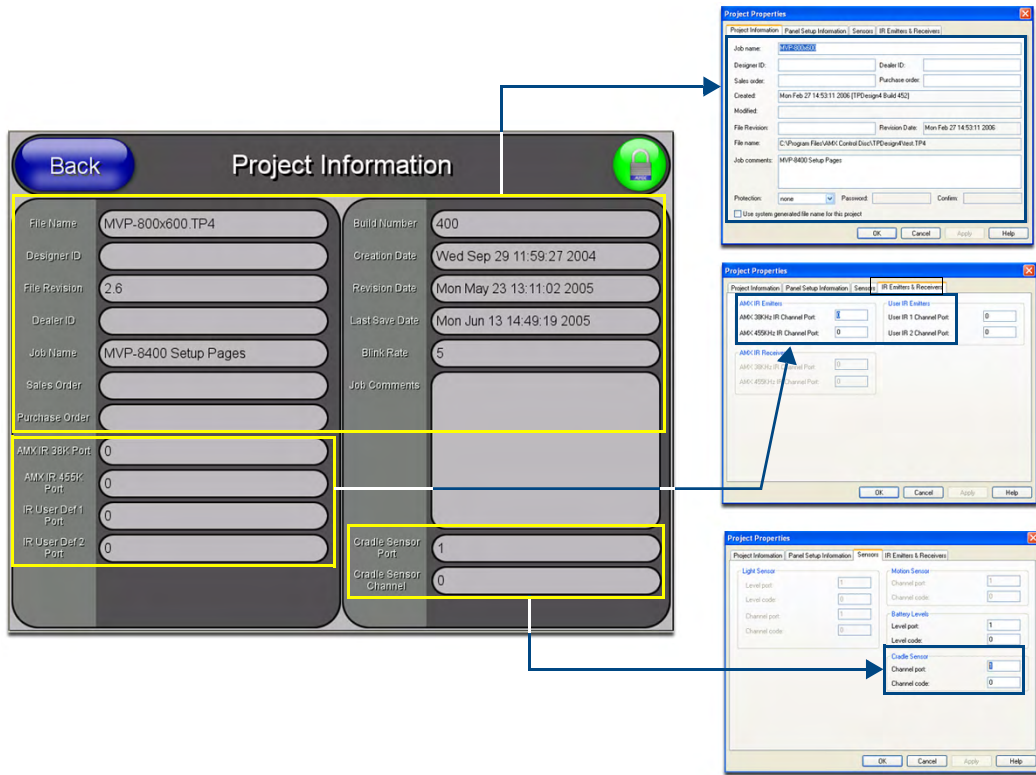 Back
Project Information
File Name
MVP-800x600.TP4
Designer ID
File Revision
2.6
Dealer ID
Job Name
MVP-8400 Setup Pages
Sales Order
Purchase Order
AMX IR 38K Port
0
AMX IR 455K
Port
0
IR User Def 1
Port
0
IR User Def 2
Port
0
Build Number
400
Creation Date
Wed Sep 29 11:59:27 2004
Revision Date
Mon May 23 13:11:02 2005
Last Save Date
Mon Jun 13 14:49:19 2005
Blink Rate
5
Job Comments
Cradle Sensor
Port
1
Cradle Sensor
Channel
0
Project Properties
Project Information Panel Setup Information Sensors IR Emitters & Receivers
Job name: MVP-800x600
Designer ID: Dealer ID:
Sales order: Purchase order:
Created: Mon Feb 27 14:53:11 2006 [TPDesign4 Build 452]
Modified:
File Revision: Revision Date: Mon Feb 27 14:53:11 2006
File name: C:\Program Files\AMX Control Disc\TPDesign4\test.TP4
Job comments: MVP-8400 Setup Pages
Protection: none Password: Confirm:
Use system generated file name for this project
OK Cancel Apply Help
Project Properties
Project Information Panel Setup Information Sensors IR Emitters & Receivers
AMX IR Emitters User IR Emitters
AMX 38KHz IR Channel Port: 0 User IR 1 Channel Port: 0
AMX 455KHz IR Channel Port: 0 User IR 2 Channel Port: 0
AMX IR Receivers
AMX 38KHz IR Channel Port: 0
AMX 455KHz IR Channel Port: 0
OK Cancel Apply Help
Project Properties
Project Information Panel Setup Information Sensors IR Emitters & Receivers
Light Sensor Motion Sensor
Level port: 1 Channel port: 1
Level code: 0 Channel code: 0
Channel port: 1 Battery Levels
Channel code: 0 Level port: 1
Level code: 0
Cradle Sensor
Channel port: 1
Channel code: 0
OK Cancel Apply Help